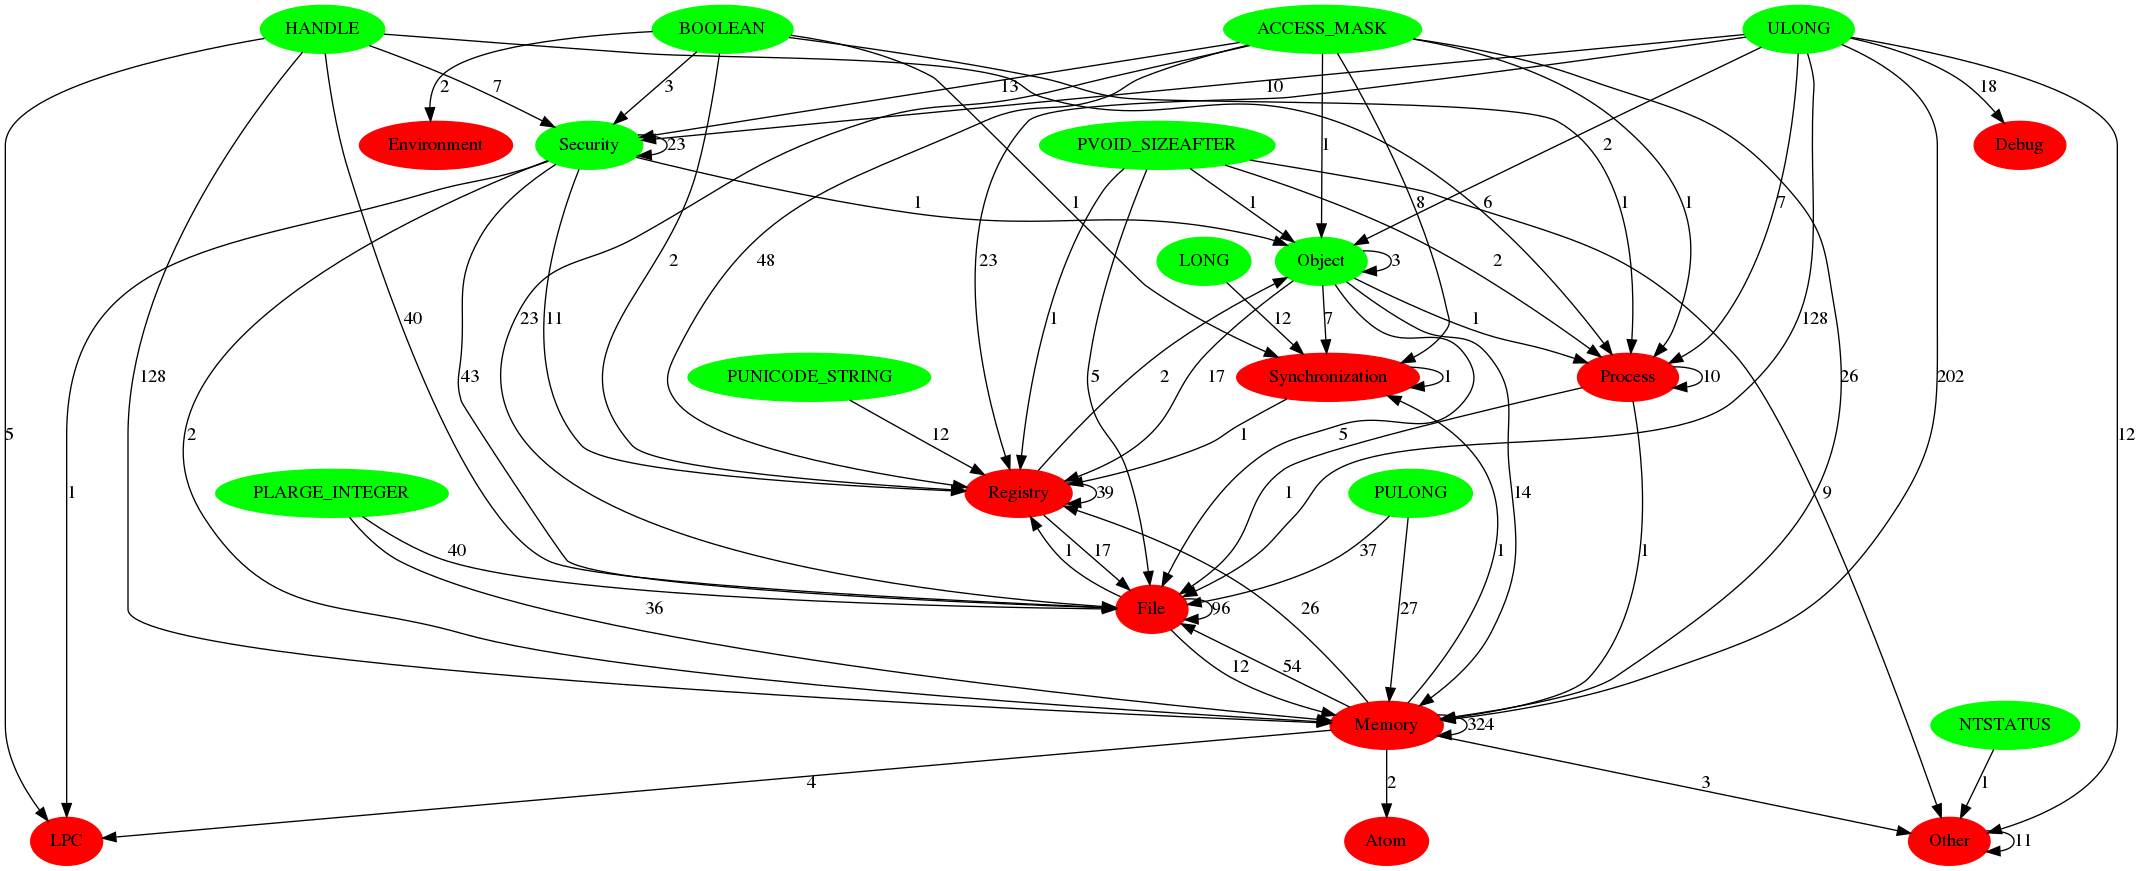 HANDLE BOOLEAN ACCESS_MASK ULONG
2 7 3 13 10 18
Environment Security 23 PVOID_SIZEAFTER 1 2 Debug
1 1 1 8 6 1 1 7
2 48 23 LONG Object 3 2
40 23 11 1 12 7 1 128
128 43 PUNICODE_STRING 5 2 17 Synchronization 1 Process 10 26 202
5 2 12 1 5 12
1 PLARGE_INTEGER Registry 39 1 14 PULONG 9
40 1 17 37 1 1
36 File 96 26 27
12 54
Memory 324 NTSTATUS
4 2 3 1
LPC Atom Other 11